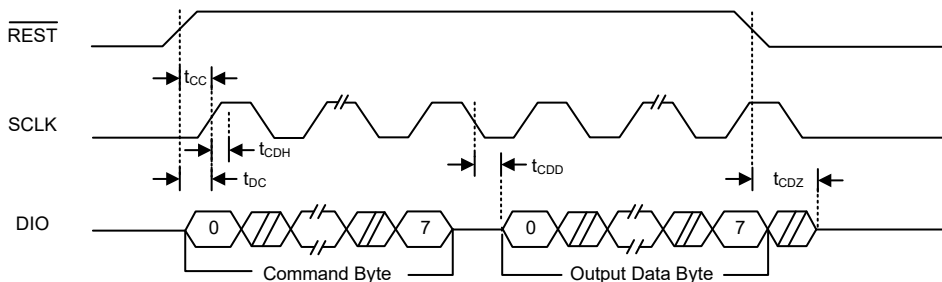 REST
tCC
SCLK
tCDH
tDC
tCDD
tCDZ
DIO
0
7
0
7
Command Byte
Output Data Byte